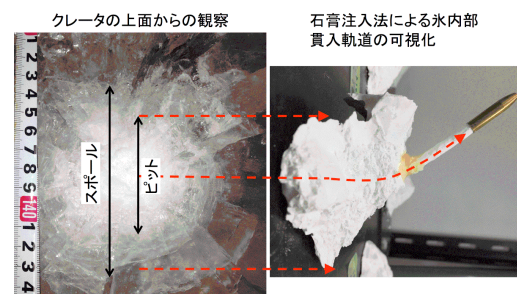 クレータの上面からの観察
石膏注入法による氷内部
貫入軌道の可視化
スポール
ピット
1
2
3
4
5
6
7
8
9
140
1
2
3
4